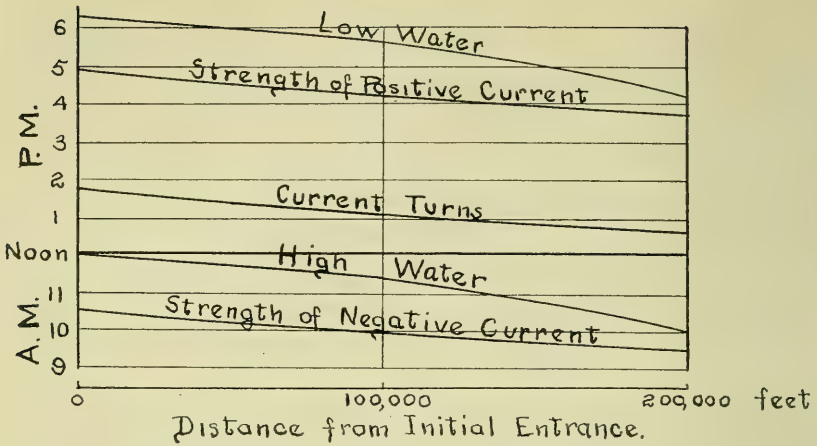 6
Low Water
5
Strength of Positive Current
4
P.M.
3
2
Current Turns
1
Noon
High Water
11
A.M.
Strength of Negative Current
10
9
0 100,000 200,000 feet
Distance from Initial Entrance.